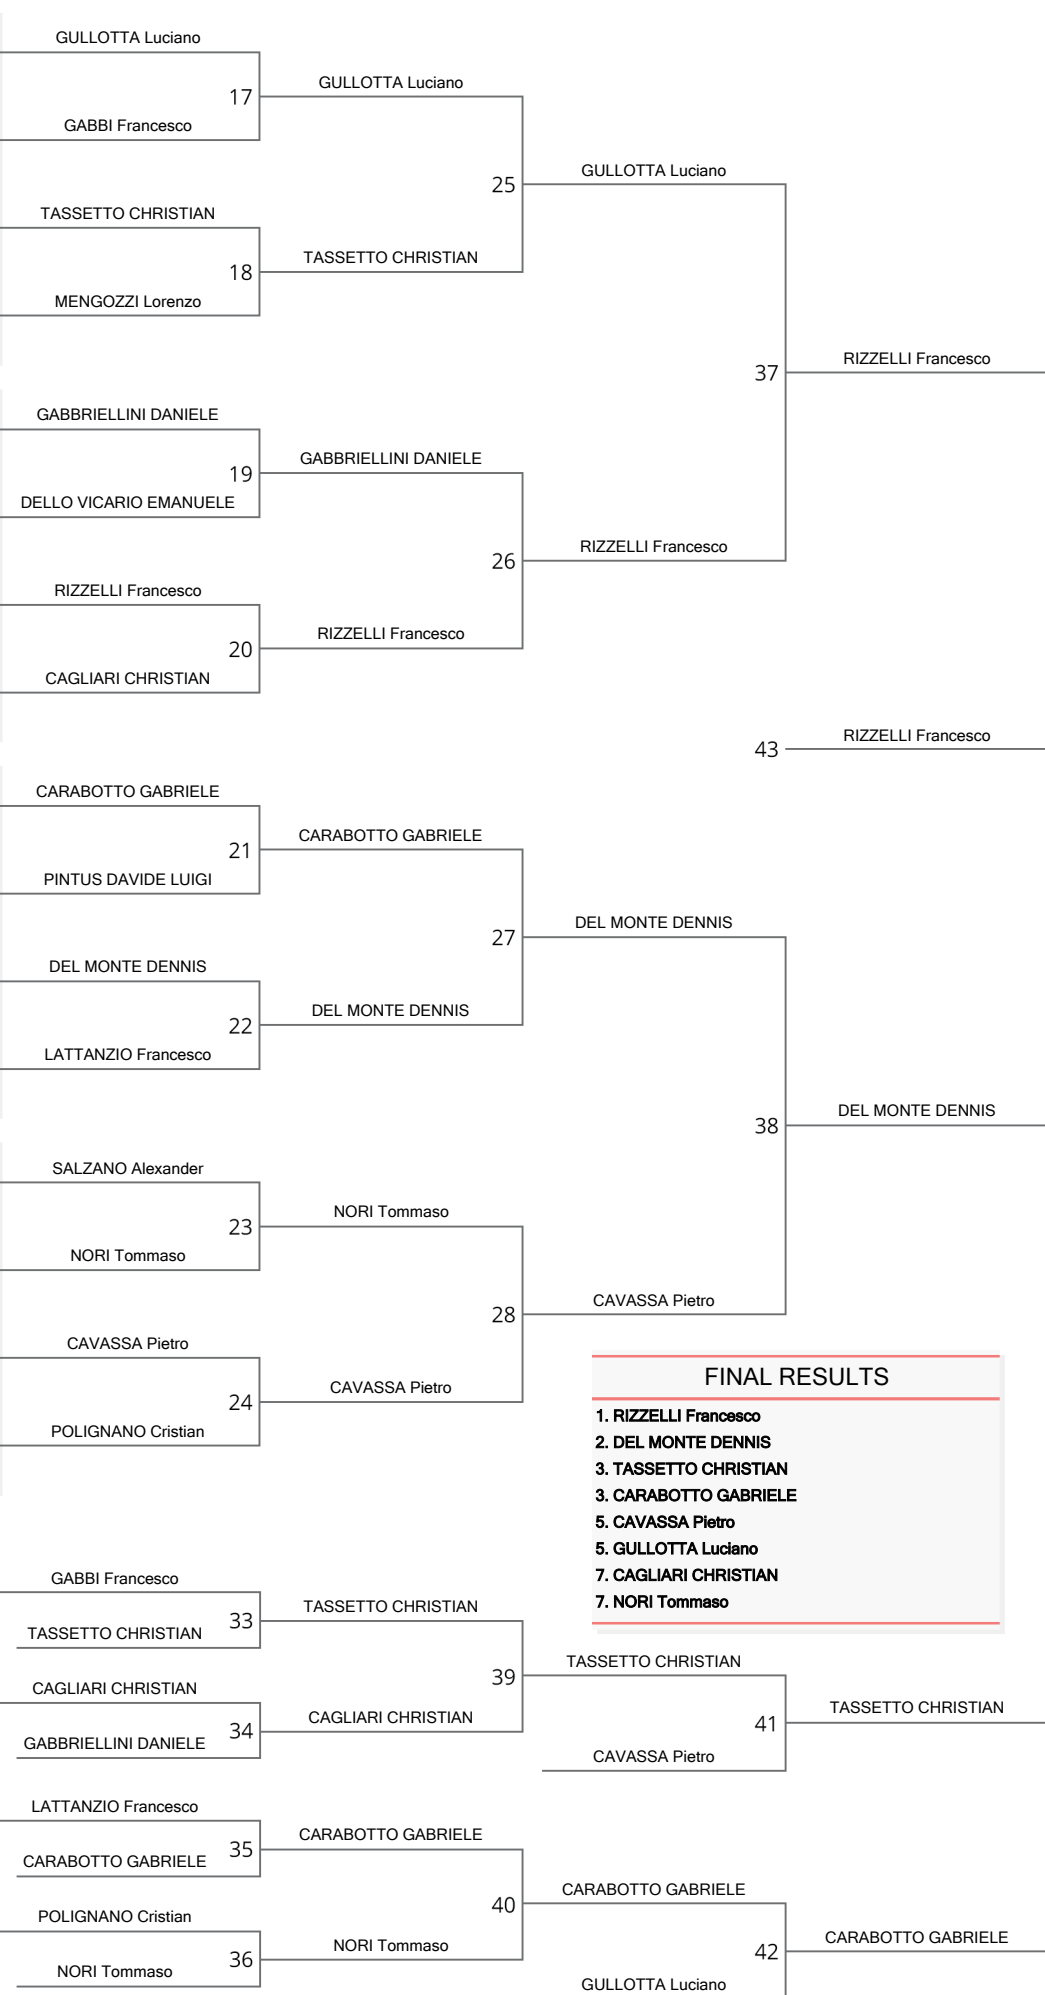 GULLOTTA Luciano
GULLOTTA Luciano
17
GABBI Francesco
GULLOTTA Luciano
25
TASSETTO CHRISTIAN
TASSETTO CHRISTIAN
18
MENGOZZI Lorenzo
RIZZELLI Francesco
37
GABBRIELLINI DANIELE
GABBRIELLINI DANIELE
19
DELLO VICARIO EMANUELE
RIZZELLI Francesco
26
RIZZELLI Francesco
RIZZELLI Francesco
20
CAGLIARI CHRISTIAN
RIZZELLI Francesco
43
CARABOTTO GABRIELE
CARABOTTO GABRIELE
21
PINTUS DAVIDE LUIGI
DEL MONTE DENNIS
27
DEL MONTE DENNIS
DEL MONTE DENNIS
22
LATTANZIO Francesco
DEL MONTE DENNIS
38
SALZANO Alexander
NORI Tommaso
23
NORI Tommaso
CAVASSA Pietro
28
CAVASSA Pietro
CAVASSA Pietro
24
POLIGNANO Cristian
FINAL RESULTS
1. RIZZELLI Francesco
2. DEL MONTE DENNIS
3. TASSETTO CHRISTIAN
3. CARABOTTO GABRIELE
5. CAVASSA Pietro
5. GULLOTTA Luciano
7. CAGLIARI CHRISTIAN
7. NORI Tommaso
GABBI Francesco
TASSETTO CHRISTIAN
33
TASSETTO CHRISTIAN
TASSETTO CHRISTIAN
39
CAGLIARI CHRISTIAN
CAGLIARI CHRISTIAN
34
GABBRIELLINI DANIELE
TASSETTO CHRISTIAN
41
CAVASSA Pietro
LATTANZIO Francesco
CARABOTTO GABRIELE
35
CARABOTTO GABRIELE
CARABOTTO GABRIELE
40
POLIGNANO Cristian
NORI Tommaso
36
NORI Tommaso
CARABOTTO GABRIELE
42
GULLOTTA Luciano